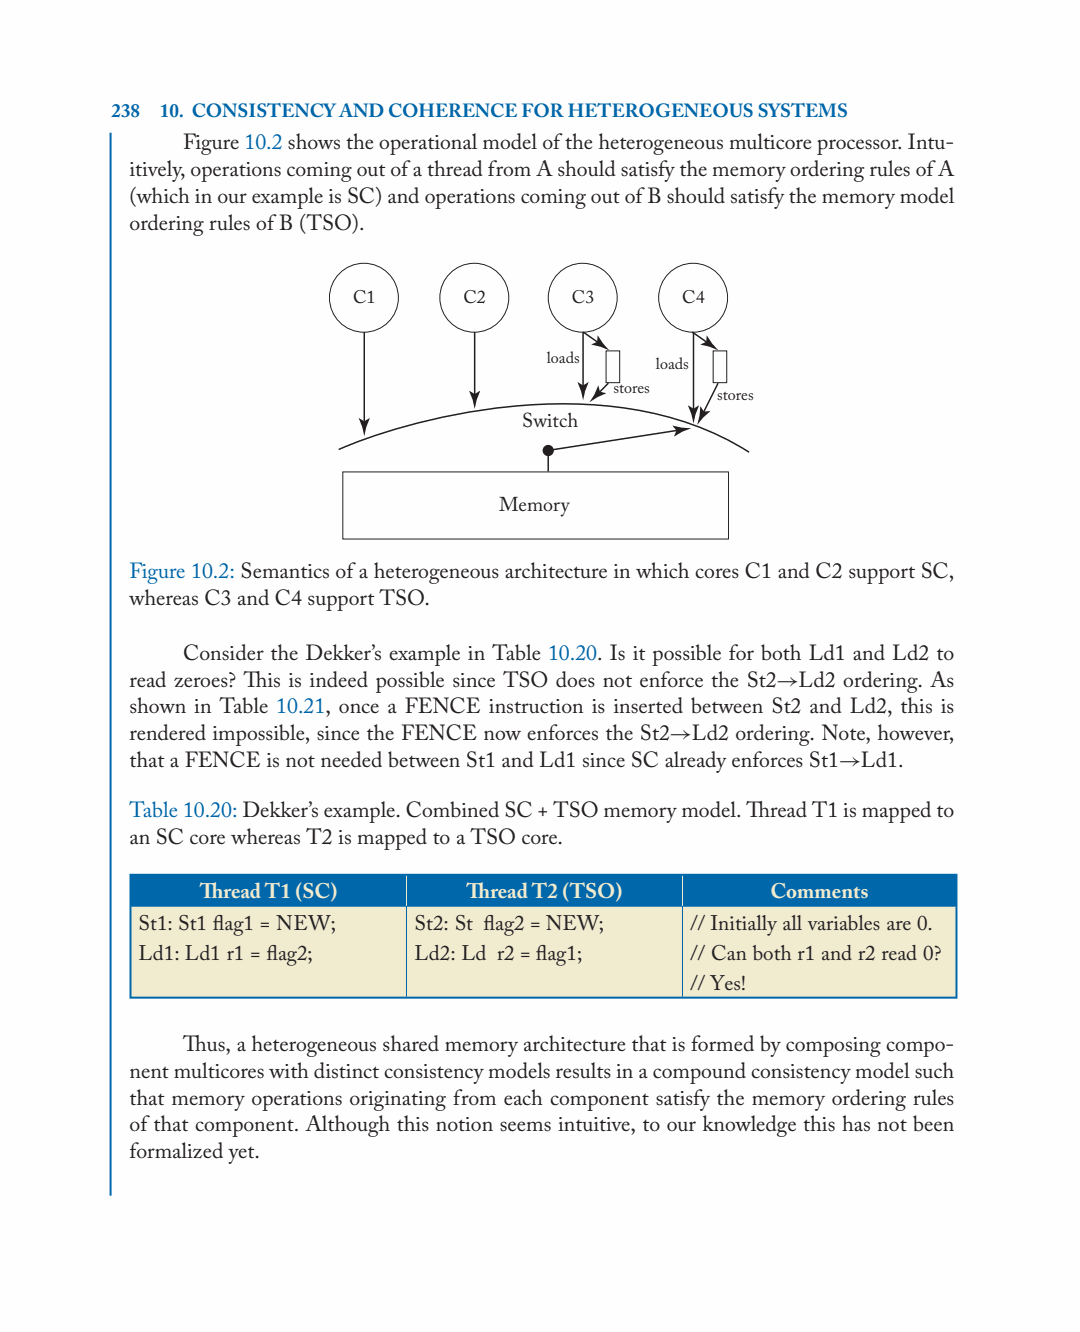 238 10. CONSISTENCY AND COHERENCE FOR HETEROGENEOUS SYSTEMS
Figure 10.2 shows the operational model of the heterogeneous multicore processor. Intu-
itively, operations coming out of a thread from A should satisfy the memory ordering rules of A
(which in our example is SC) and operations coming out of B should satisfy the memory model
ordering rules of B (TSO).
C1 C2 C3 C4
loads loads
stores stores
Switch
Memory
Figure 10.2: Semantics of a heterogeneous architecture in which cores C1 and C2 support SC,
whereas C3 and C4 support TSO.
Consider the Dekker's example in Table 10.20. Is it possible for both Ld1 and Ld2 to
read zeroes? This is indeed possible since TSO does not enforce the St2→Ld2 ordering. As
shown in Table 10.21, once a FENCE instruction is inserted between St2 and Ld2, this is
rendered impossible, since the FENCE now enforces the St2→Ld2 ordering. Note, however,
that a FENCE is not needed between St1 and Ld1 since SC already enforces St1→Ld1.
Table 10.20: Dekker's example. Combined SC + TSO memory model. Thread T1 is mapped to
an SC core whereas T2 is mapped to a TSO core.
Thread T1 (SC) Thread T2 (TSO) Comments
St1: St1 flag1 = NEW; St2: St flag2 = NEW; // Initially all variables are 0.
Ld1: Ld1 r1 = flag2; Ld2: Ld r2 = flag1; // Can both r1 and r2 read 0?
// Yes!
Thus, a heterogeneous shared memory architecture that is formed by composing compo-
nent multicores with distinct consistency models results in a compound consistency model such
that memory operations originating from each component satisfy the memory ordering rules
of that component. Although this notion seems intuitive, to our knowledge this has not been
formalized yet.